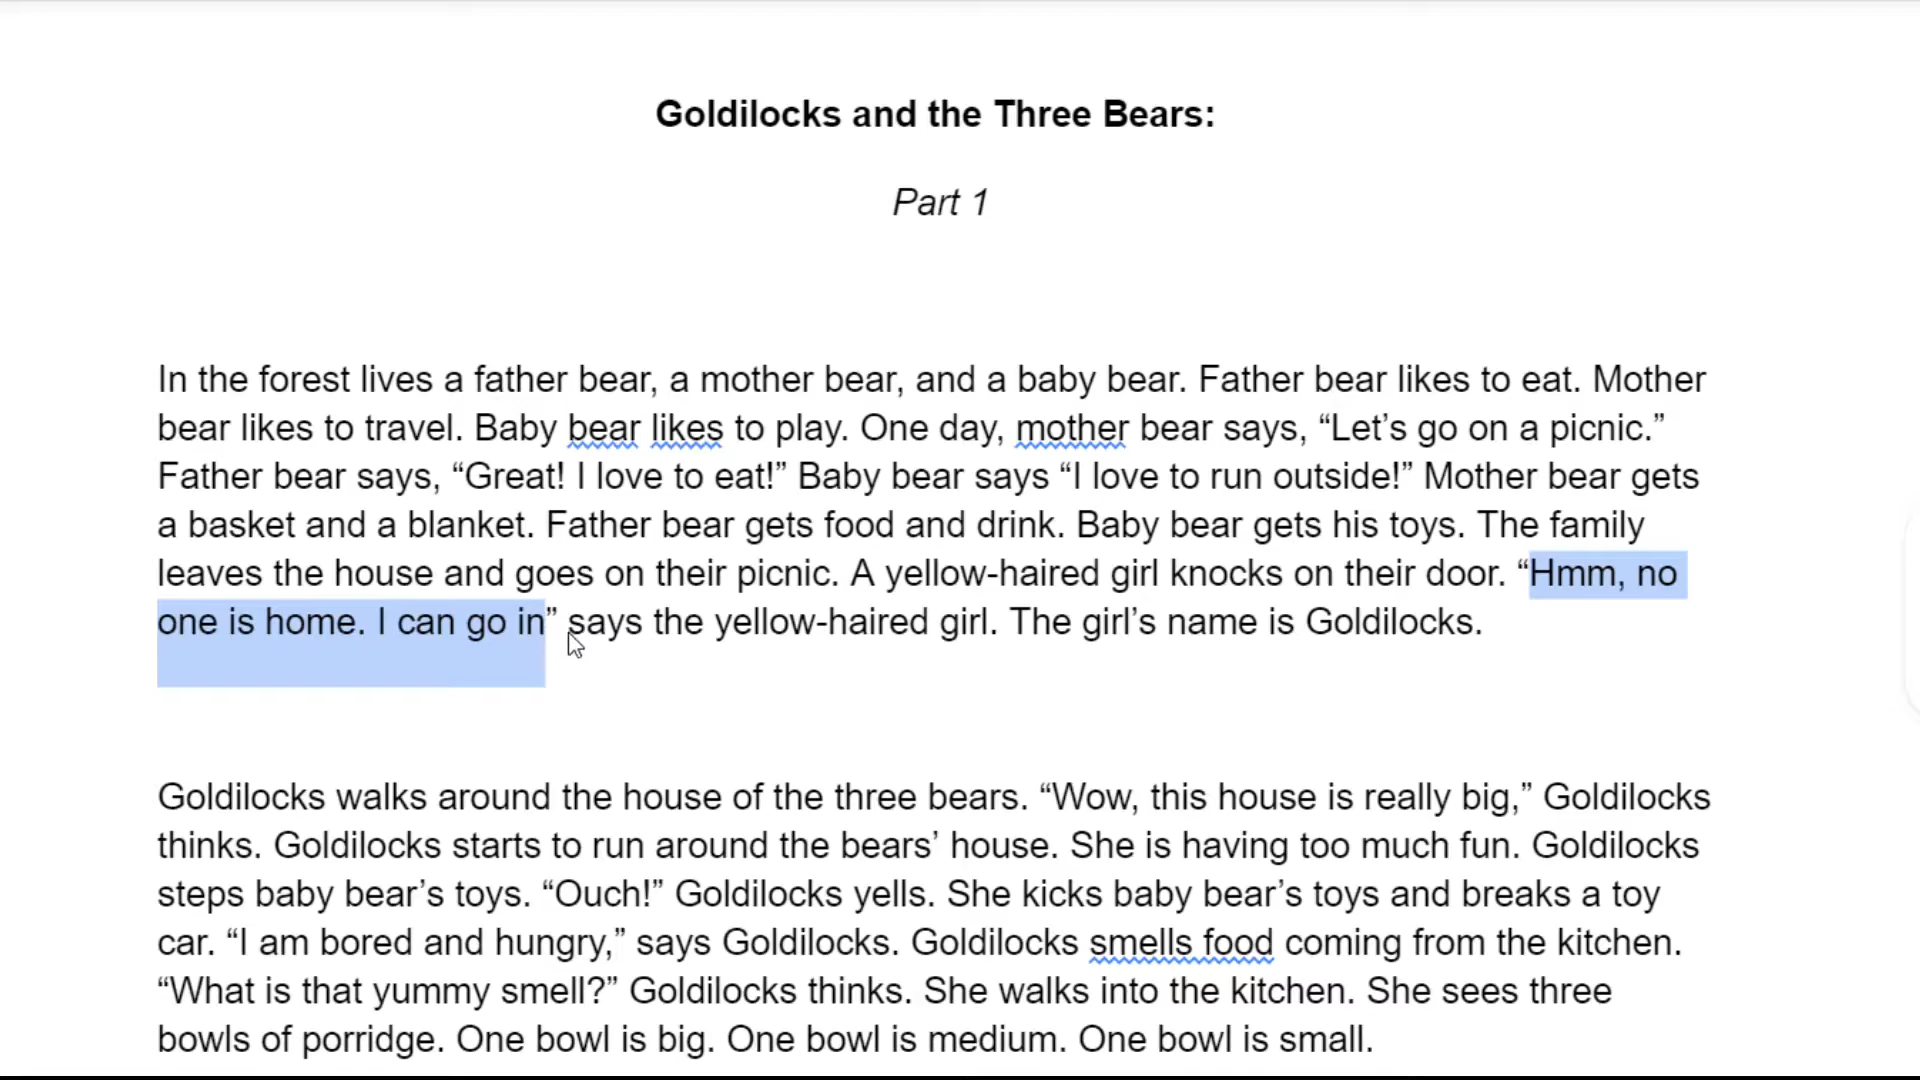 Goldilocks and the Three Bears:
Part 1
In the forest lives a father bear, a mother bear, and a baby bear. Father bear likes to eat. Mother
bear likes to travel. Baby bear likes to play. One day, mother bear says, “Let’s go on a picnic.”
Father bear says, “Great! I love to eat!” Baby bear says “I love to run outside!” Mother bear gets
a basket and a blanket. Father bear gets food and drink. Baby bear gets his toys. The family
leaves the house and goes on their picnic. A yellow-haired girl knocks on their door. “Hmm, no
one is home. I can go in” says the yellow-haired girl. The girl’s name is Goldilocks.
Goldilocks walks around the house of the three bears. “Wow, this house is really big,” Goldilocks
thinks. Goldilocks starts to run around the bears’ house. She is having too much fun. Goldilocks
steps baby bear’s toys. “Ouch!” Goldilocks yells. She kicks baby bear’s toys and breaks a toy
car. “I am bored and hungry,” says Goldilocks. Goldilocks smells food coming from the kitchen.
“What is that yummy smell?” Goldilocks thinks. She walks into the kitchen. She sees three
bowls of porridge. One bowl is big. One bowl is medium. One bowl is small.